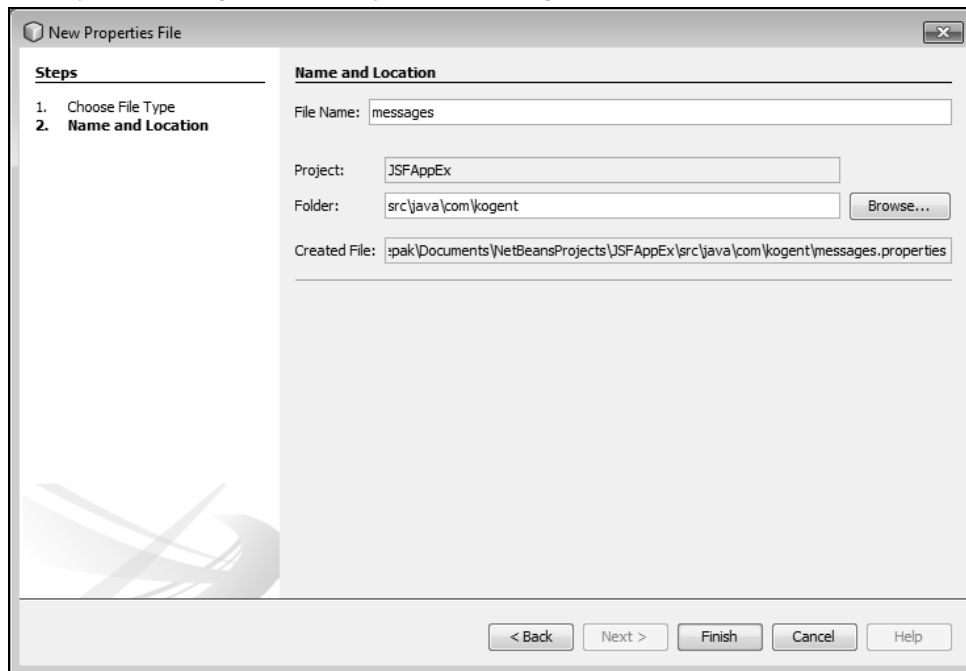 New Properties File
Steps
1. Choose File Type
2. Name and Location
Name and Location
File Name: messages
Project: JSFAppEx
Folder: src\java\com\kogent Browse...
Created File: epak\Documents\NetBeansProjects\JSFAppEx\src\java\com\kogent\messages.properties
< Back Next > Finish Cancel Help